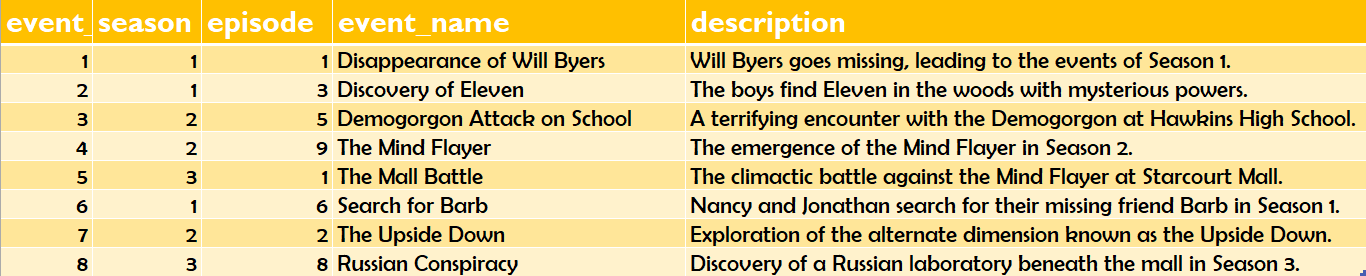 event_ season episode event_name description
1 1 1 Disappearance of Will Byers Will Byers goes missing, leading to the events of Season 1.
2 1 3 Discovery of Eleven The boys find Eleven in the woods with mysterious powers.
3 2 5 Demogorgon Attack on School A terrifying encounter with the Demogorgon at Hawkins High School.
4 2 9 The Mind Flayer The emergence of the Mind Flayer in Season 2.
5 3 1 The Mall Battle The climactic battle against the Mind Flayer at Starcourt Mall.
6 1 6 Search for Barb Nancy and Jonathan search for their missing friend Barb in Season 1.
7 2 2 The Upside Down Exploration of the alternate dimension known as the Upside Down.
8 3 8 Russian Conspiracy Discovery of a Russian laboratory beneath the mall in Season 3.